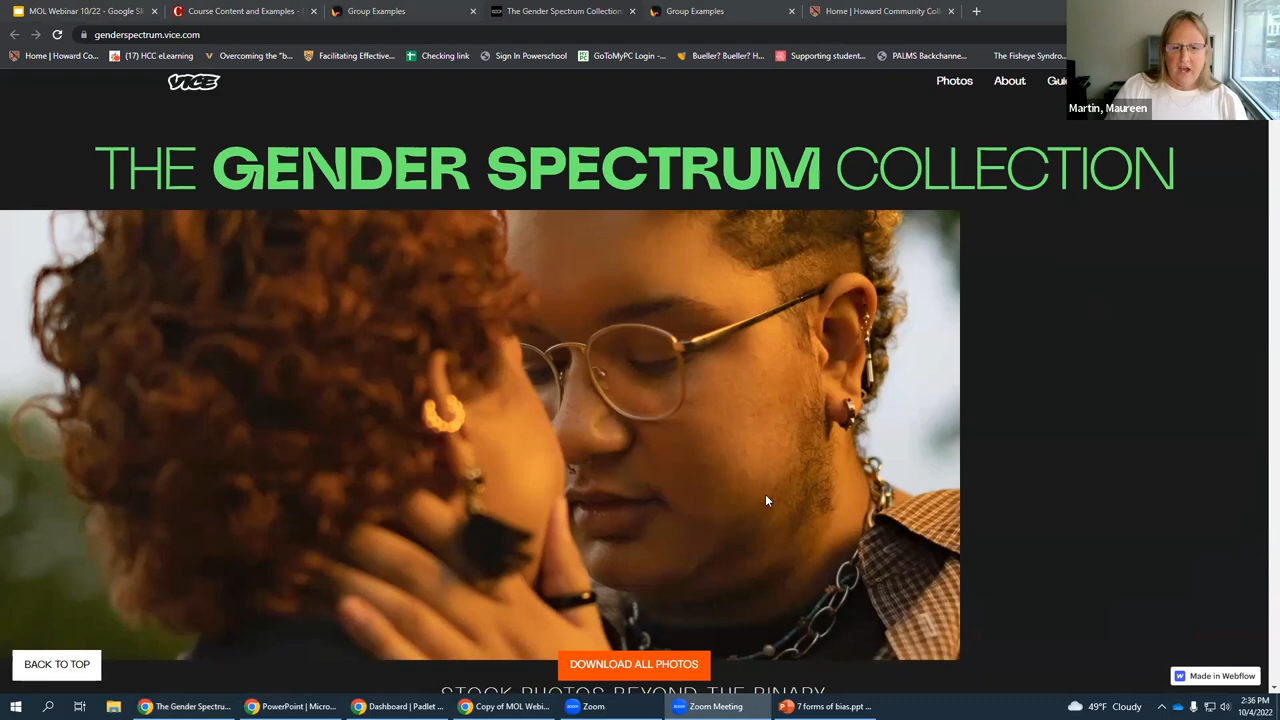 MOL Webinar 10/22 - Google Sl
Course Content and Examples -
Group Examples
The Gender Spectrum Collection
Group Examples
Home | Howard Community Col
genderspectrum.vice.com
Home | Howard Co...
(17) HCC eLearning
Overcoming the "b...
Facilitating Effective...
Checking link
Sign In Powerschool
GoToMyPC Login -...
Bueller? Bueller? H...
Supporting student...
PALMS Backchanne...
The Fisheye Syndro...
VICE
Photos
About
Martin, Maureen
THE GENDER SPECTRUM COLLECTION
BACK TO TOP
DOWNLOAD ALL PHOTOS
Made in Webflow
STOCK PHOTOS BEYOND THE BINARY
The Gender Spectru...
PowerPoint | Micro...
Dashboard | Padlet ...
Copy of MOL Webi...
Zoom
Zoom Meeting
7 forms of bias.ppt ...
49°F Cloudy
2:36 PM
10/4/2022